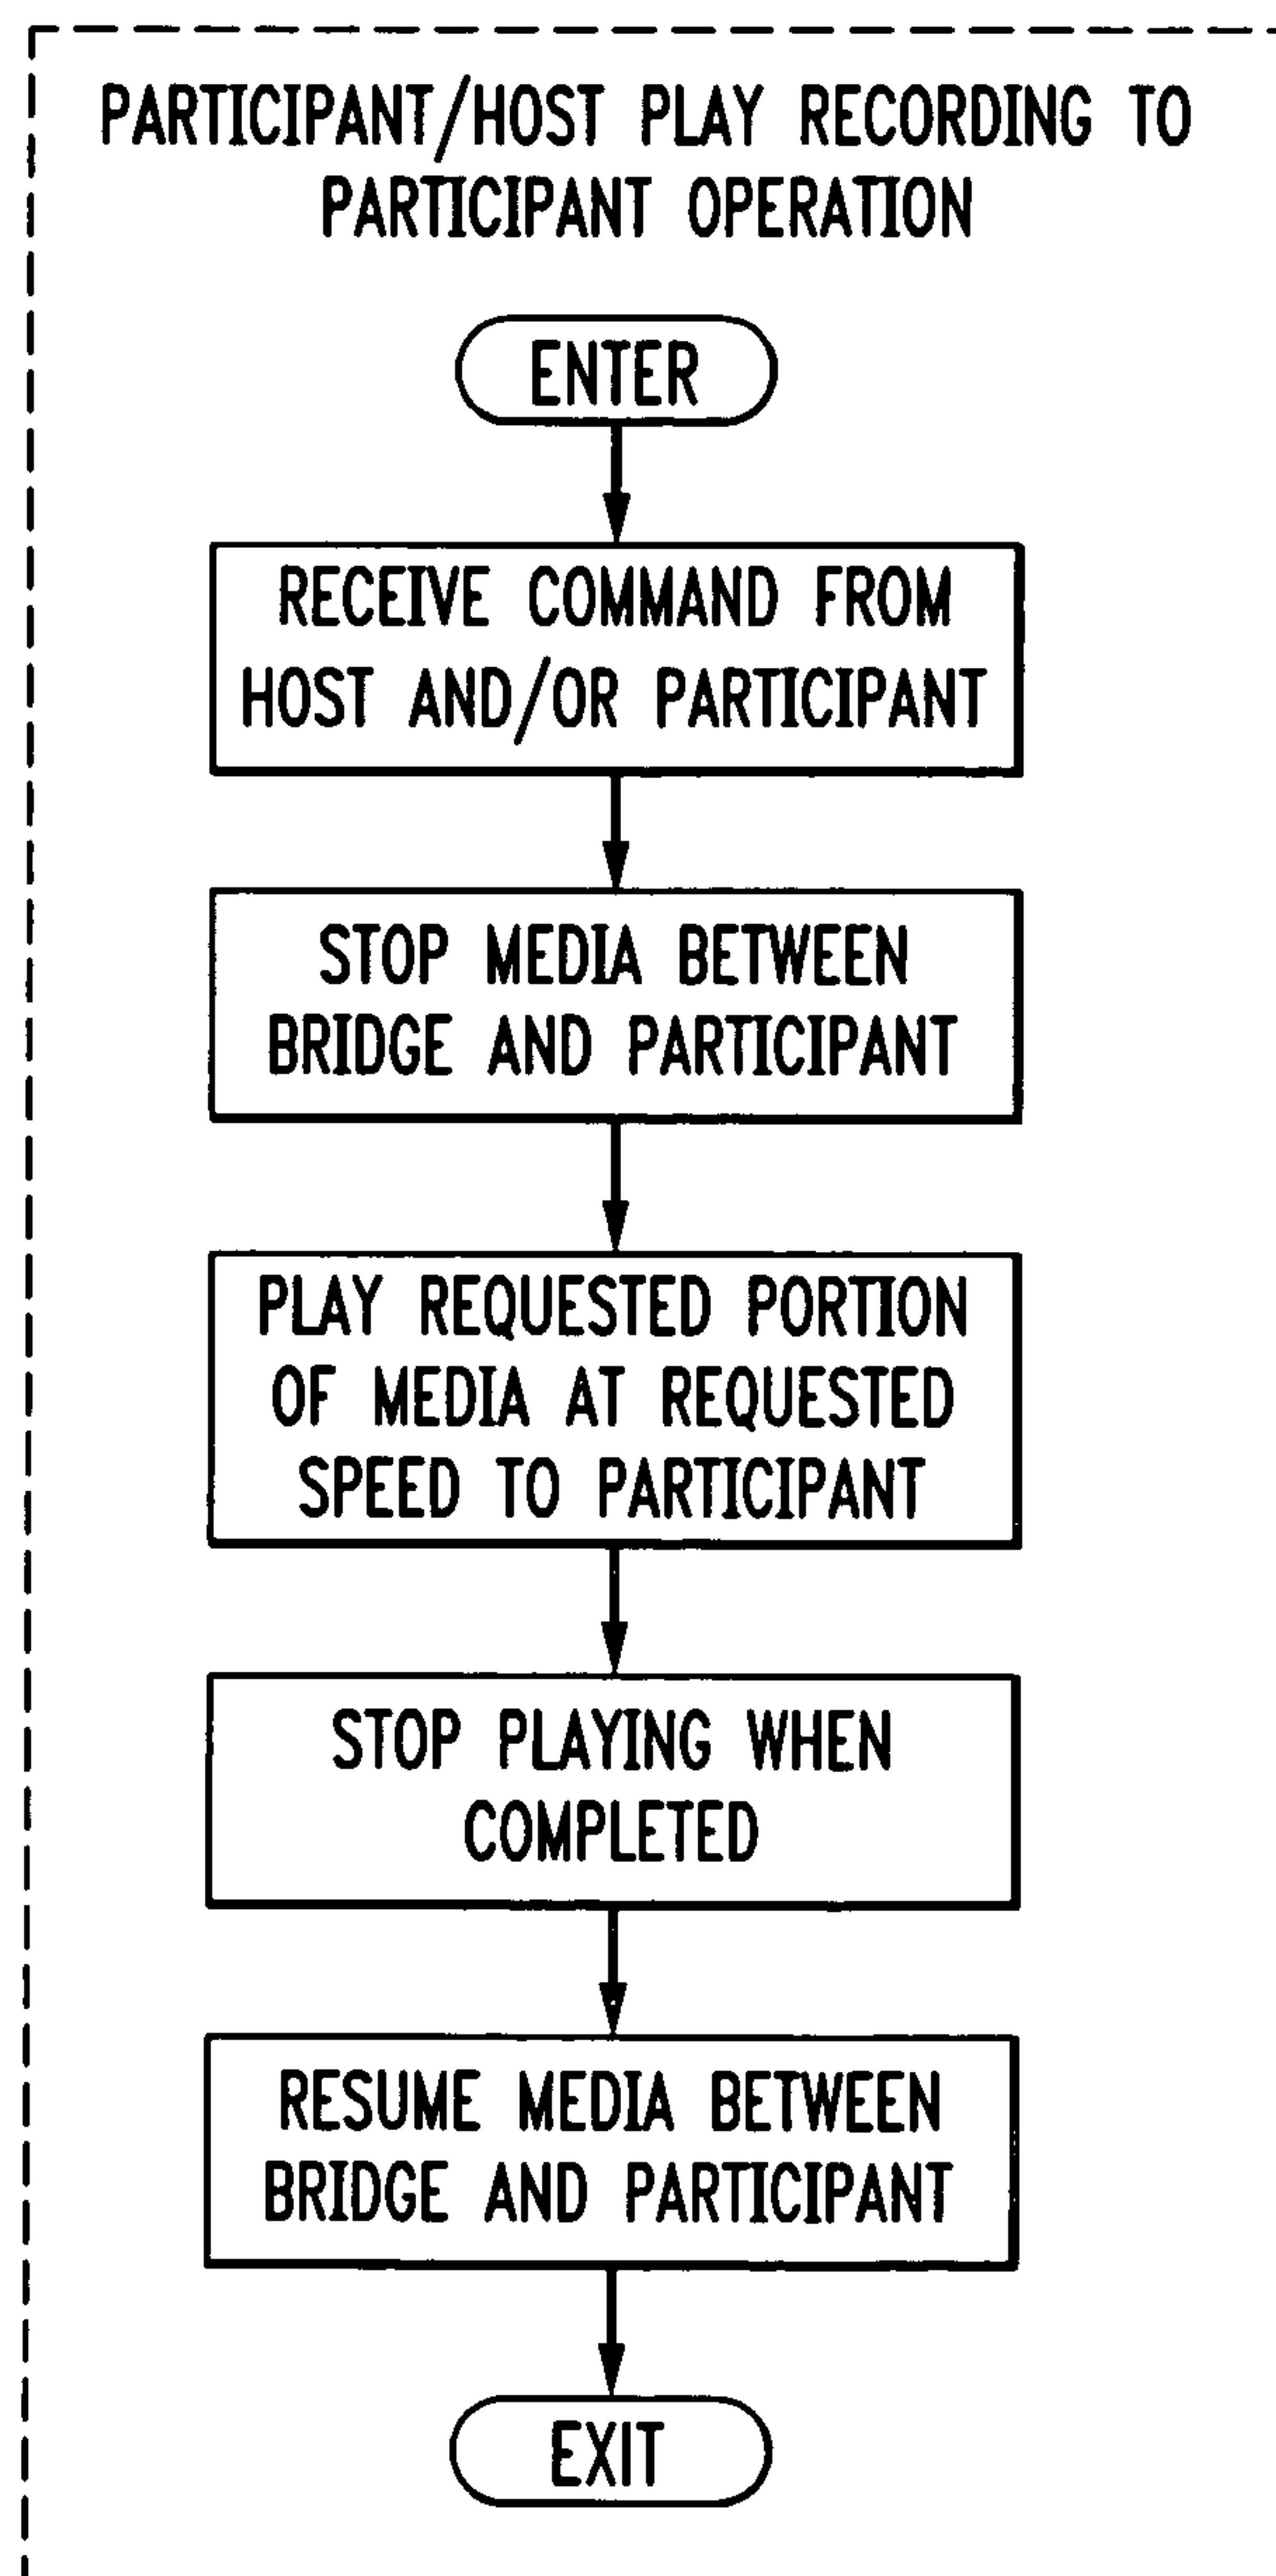 PARTICIPANT/HOST PLAY RECORDING TO
PARTICIPANT OPERATION
ENTER
RECEIVE COMMAND FROM
HOST AND/OR PARTICIPANT
STOP MEDIA BETWEEN
BRIDGE AND PARTICIPANT
PLAY REQUESTED PORTION
OF MEDIA AT REQUESTED
SPEED TO PARTICIPANT
STOP PLAYING WHEN
COMPLETED
RESUME MEDIA BETWEEN
BRIDGE AND PARTICIPANT
EXIT